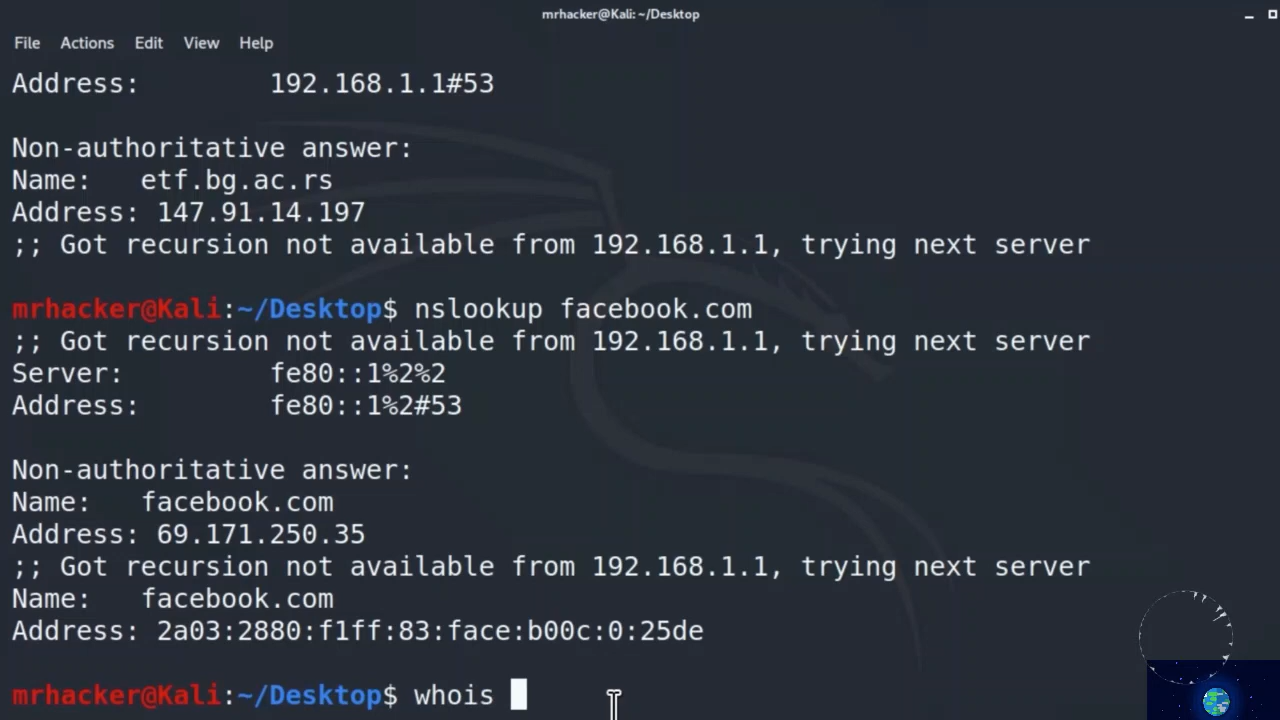 mrhacker@Kali: ~/Desktop
File Actions Edit View Help
Address: 192.168.1.1#53
Non-authoritative answer:
Name: etf.bg.ac.rs
Address: 147.91.14.197
;; Got recursion not available from 192.168.1.1, trying next server
mrhacker@Kali:~/Desktop$ nslookup facebook.com
;; Got recursion not available from 192.168.1.1, trying next server
Server: fe80::1%2%2
Address: fe80::1%2#53
Non-authoritative answer:
Name: facebook.com
Address: 69.171.250.35
;; Got recursion not available from 192.168.1.1, trying next server
Name: facebook.com
Address: 2a03:2880:f1ff:83:face:b00c:0:25de
mrhacker@Kali:~/Desktop$ whois